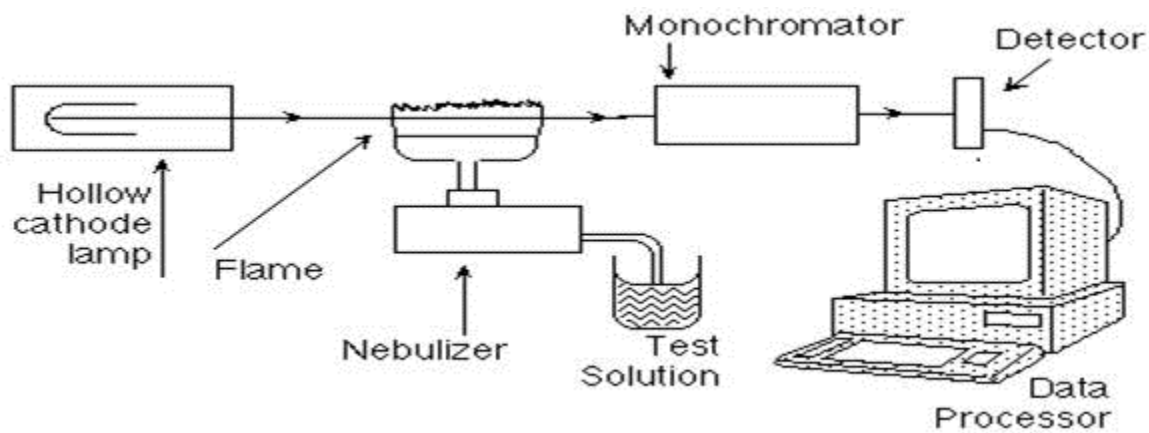 Monochromator
Detector
Hollow
cathode
lamp
Flame
Nebulizer
Test
Solution
Data
Processor